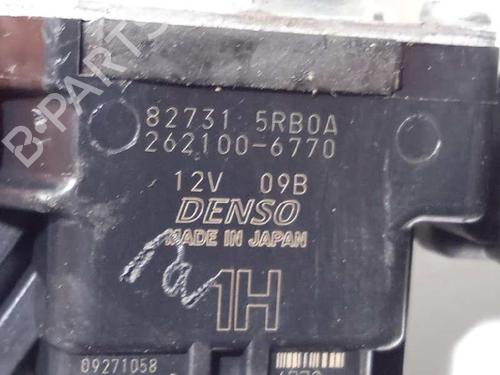 B-PARTS
82731 5RB0A
262100-6770
12V 09B
DENSO
MADE IN JAPAN
1H
09271058